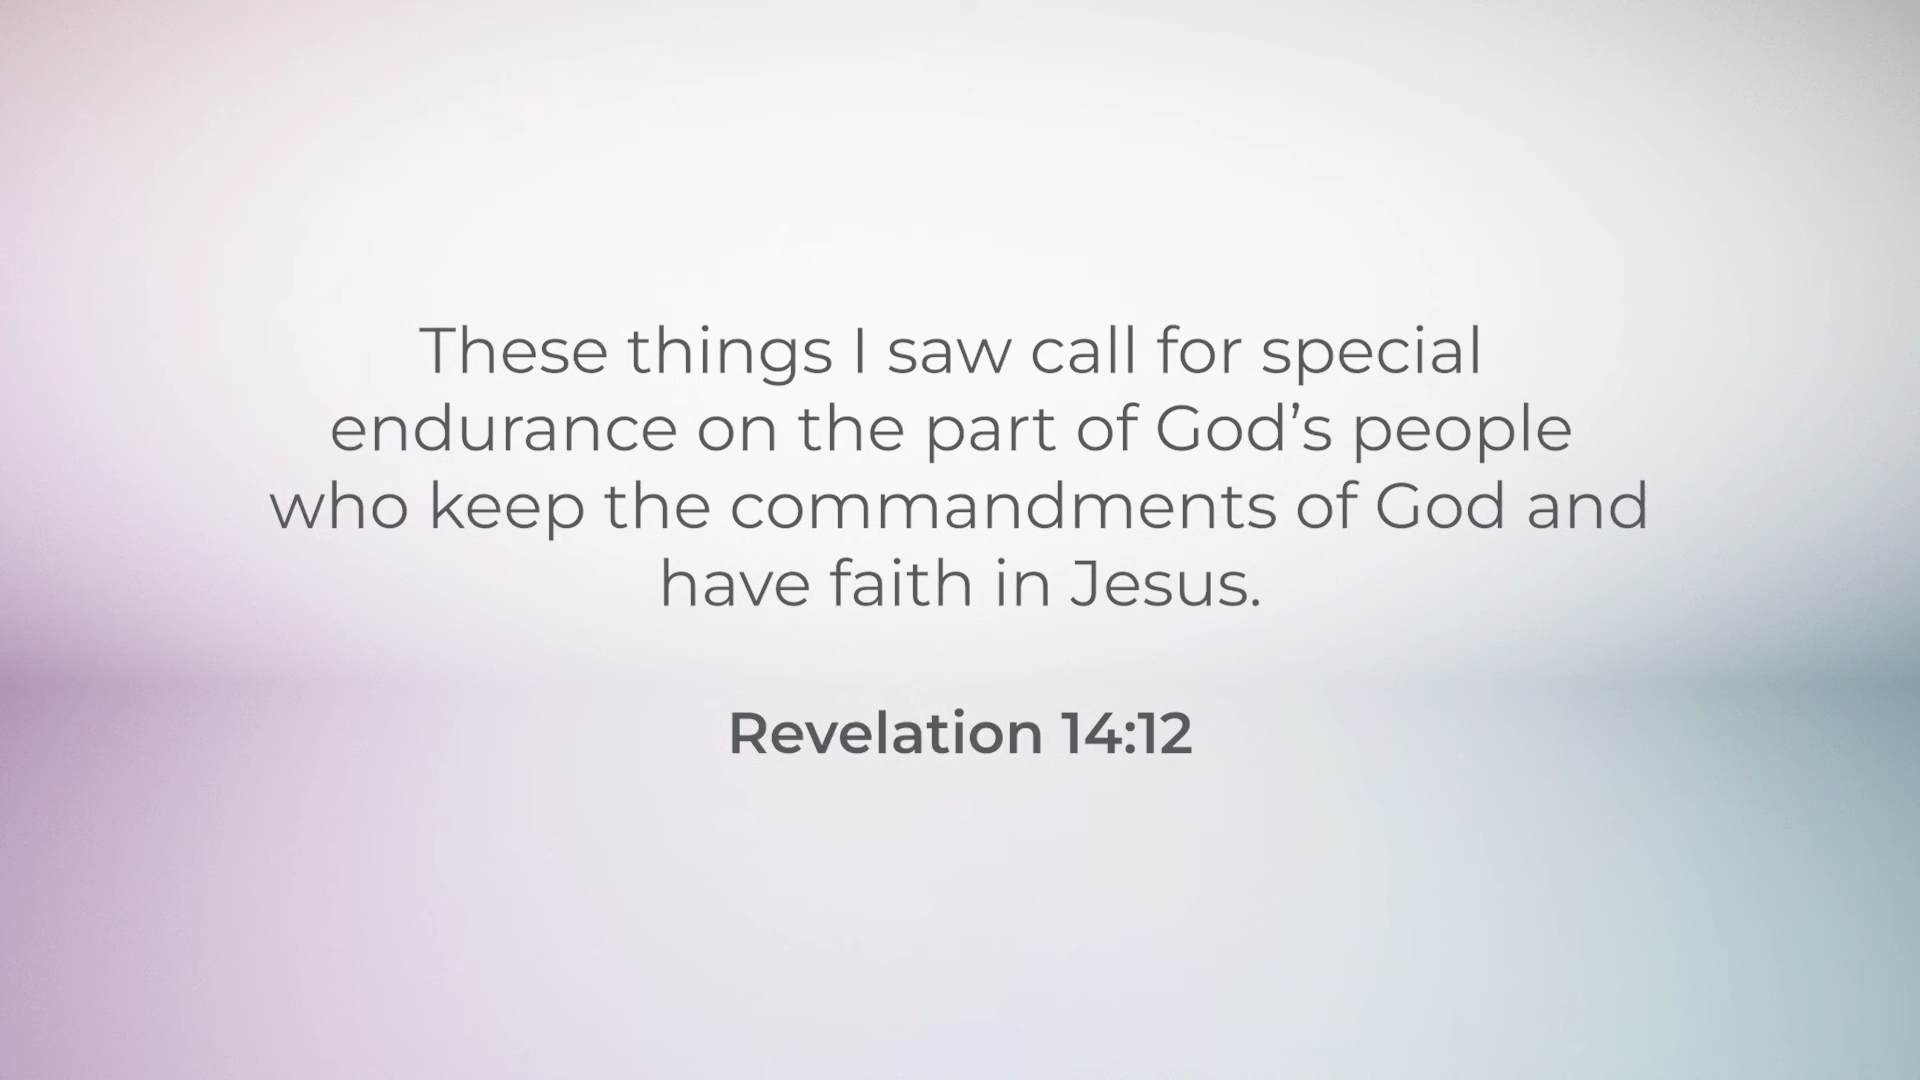 These things I saw call for special
endurance on the part of God’s people
who keep the commandments of God and
have faith in Jesus.
Revelation 14:12